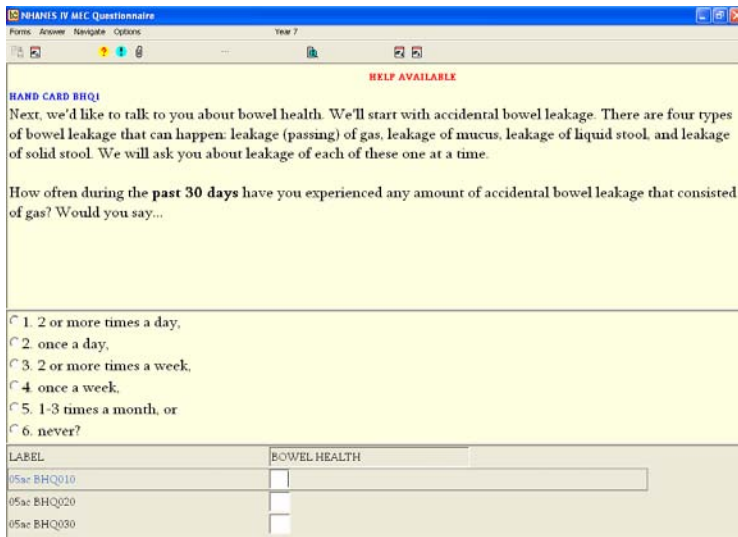 NHANES IV MEC Questionnaire
Forms Answer Navigate Options Year 7
HELP AVAILABLE
HAND CARD BHQ1
Next, we'd like to talk to you about bowel health. We'll start with accidental bowel leakage. There are four types
of bowel leakage that can happen: leakage (passing) of gas, leakage of mucus, leakage of liquid stool, and leakage
of solid stool. We will ask you about leakage of each of these one at a time.
How often during the past 30 days have you experienced any amount of accidental bowel leakage that consisted
of gas? Would you say...
1. 2 or more times a day,
2. once a day,
3. 2 or more times a week,
4. once a week,
5. 1-3 times a month, or
6. never?
LABEL BOWEL HEALTH
05ac BHQ010
05ac BHQ020
05ac BHQ030